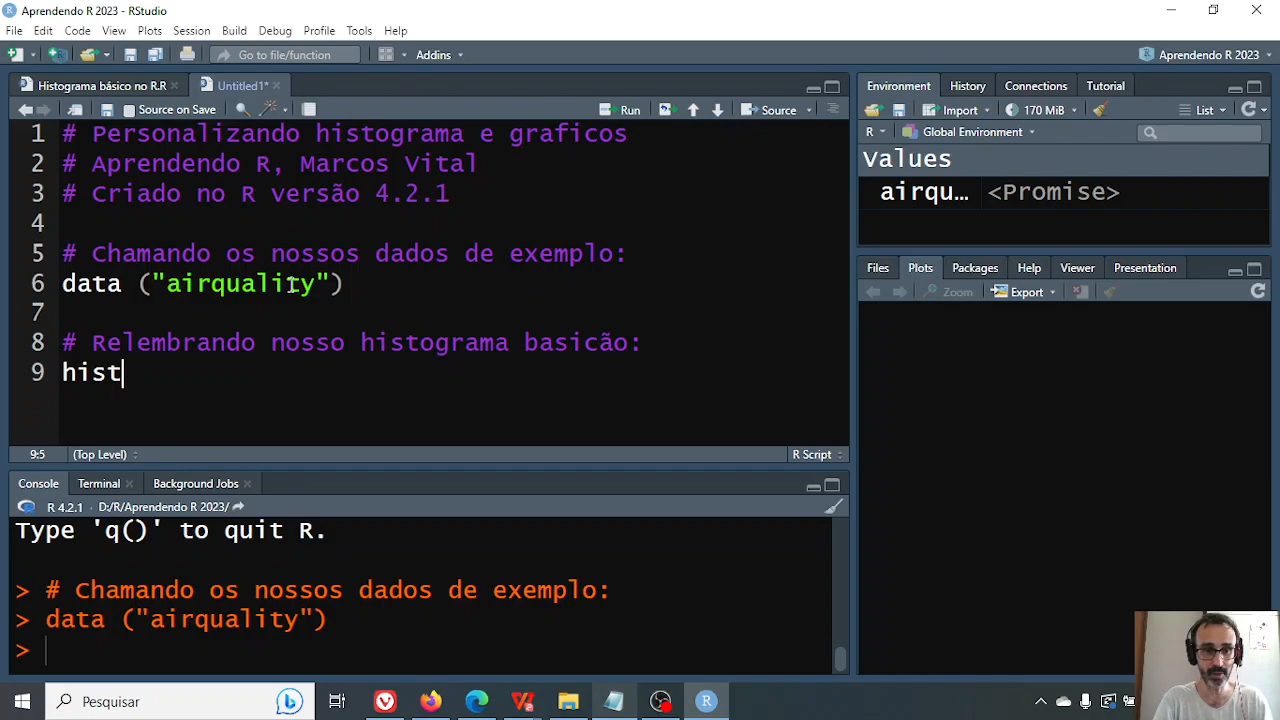 Aprendendo R 2023 - RStudio
File Edit Code View Plots Session Build Debug Profile Tools Help
Go to file/function Addins Aprendendo R 2023
Histograma básico no R.R Untitled1*
Source on Save Run Source
1 # Personalizando histograma e graficos
2 # Aprendendo R, Marcos Vital
3 # Criado no R versão 4.2.1
4
5 # Chamando os nossos dados de exemplo:
6 data ("airquality")
7
8 # Relembrando nosso histograma basicão:
9 hist
9:5 (Top Level) R Script
Console Terminal Background Jobs
R 4.2.1 · D:/R/Aprendendo R 2023/
Type 'q()' to quit R.
> # Chamando os nossos dados de exemplo:
> data ("airquality")
>
Environment History Connections Tutorial
Import 170 MiB List
R Global Environment
Values
airqu… <Promise>
Files Plots Packages Help Viewer Presentation
Zoom Export
Pesquisar